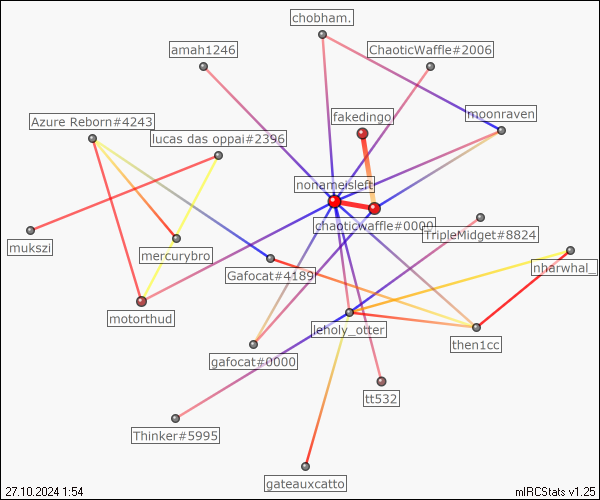 chobham.
amah1246
ChaoticWaffle#2006
fakedingo
moonraven
Azure Reborn#4243
lucas das oppai#2396
nonameisleft
chaoticwaffle#0000
TripleMidget#8824
mukszi
mercurybro
Gafocat#4189
nharwhal_
motorthud
leholy_otter
then1cc
gafocat#0000
tt532
Thinker#5995
gateauxcatto
27.10.2024 1:54
mIRCStats v1.25